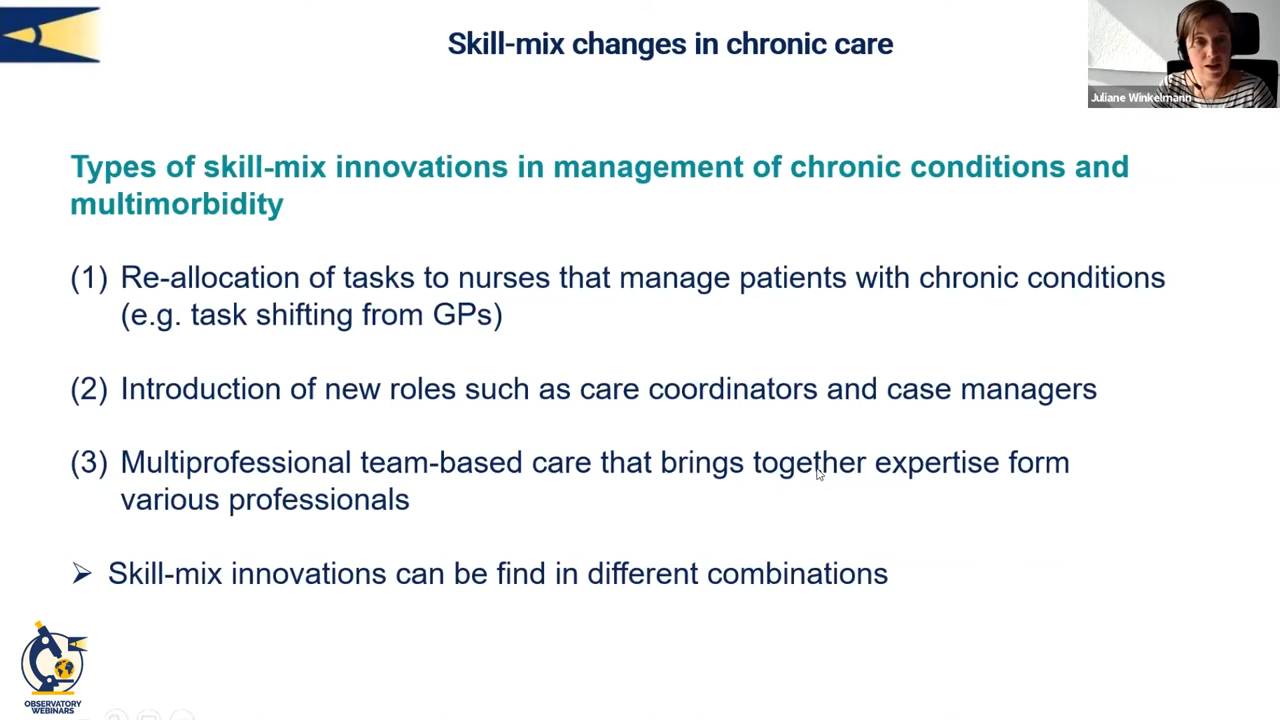 Skill-mix changes in chronic care
Juliane Winkelmann
Types of skill-mix innovations in management of chronic conditions and
multimorbidity
(1) Re-allocation of tasks to nurses that manage patients with chronic conditions
(e.g. task shifting from GPs)
(2) Introduction of new roles such as care coordinators and case managers
(3) Multiprofessional team-based care that brings together expertise form
various professionals
➢ Skill-mix innovations can be find in different combinations
OBSERVATORY
WEBINARS